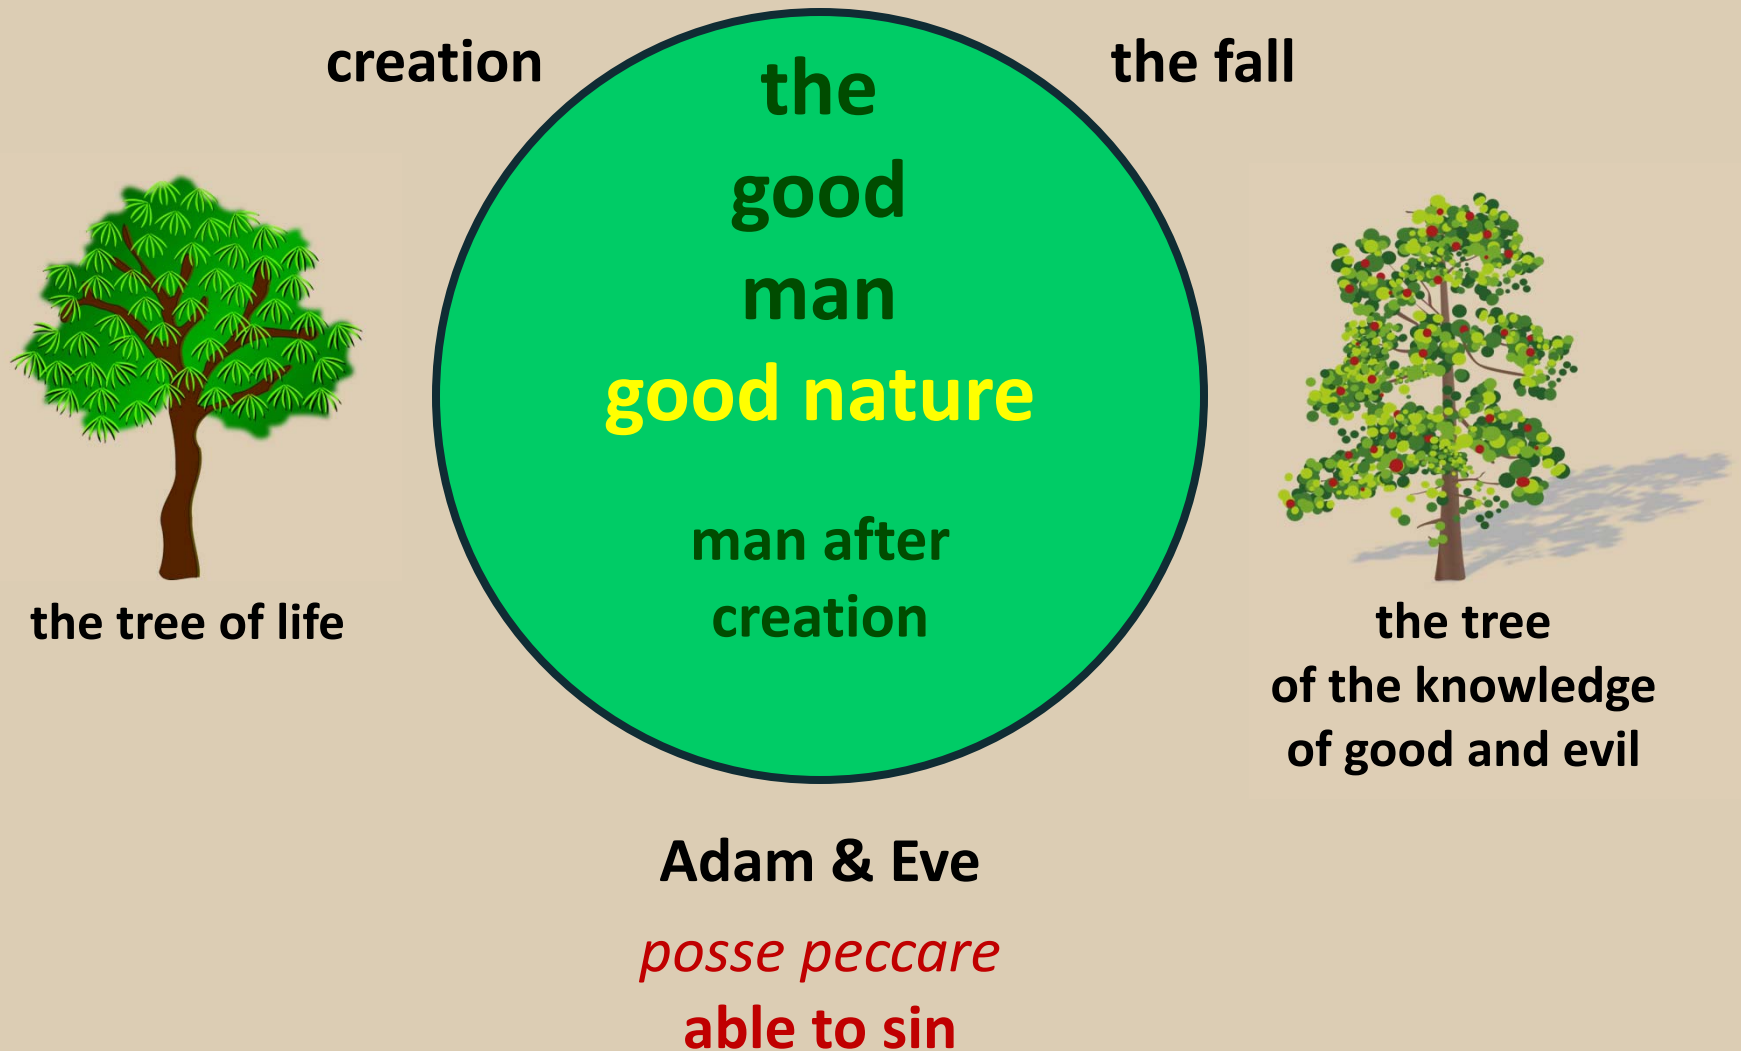 creation
the fall
the
good
man
good nature
man after
creation
the tree of life
the tree
of the knowledge
of good and evil
Adam & Eve
posse peccare
able to sin